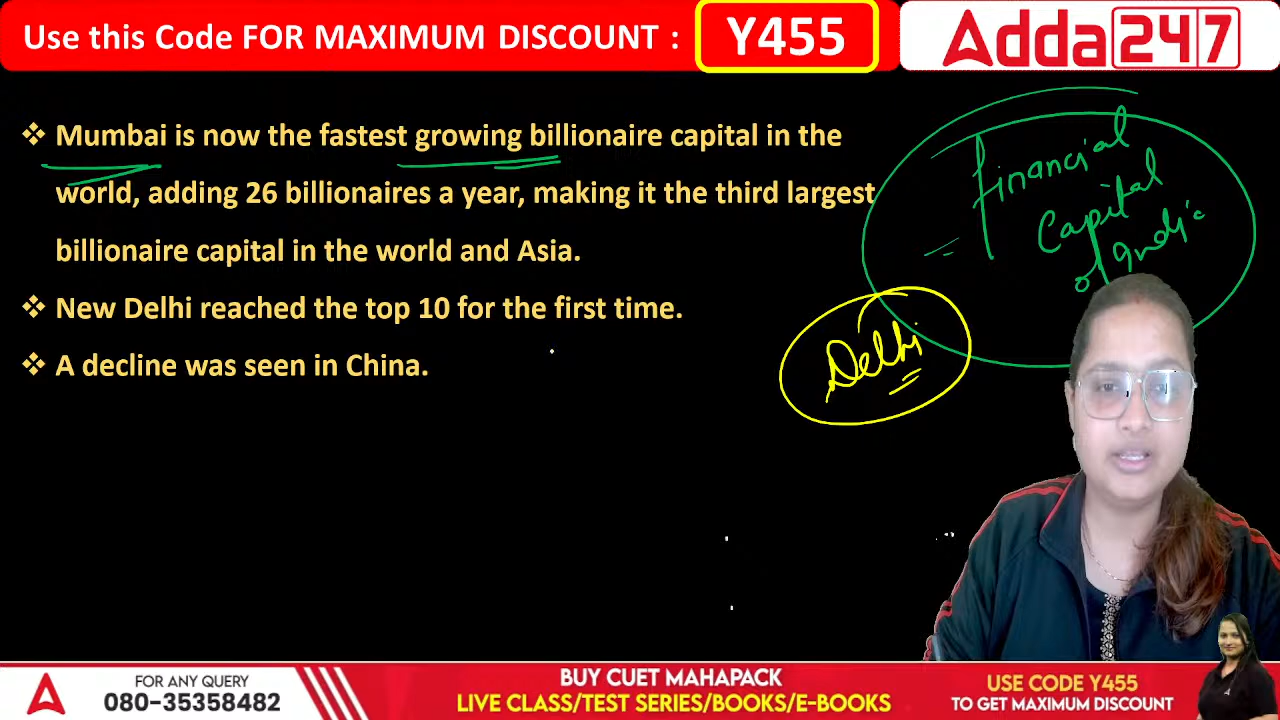 Use this Code FOR MAXIMUM DISCOUNT :
Y455
Adda 247
❖ Mumbai is now the fastest growing billionaire capital in the
world, adding 26 billionaires a year, making it the third largest
billionaire capital in the world and Asia.
❖ New Delhi reached the top 10 for the first time.
❖ A decline was seen in China.
= Financial
Capital
of India
Delhi
FOR ANY QUERY
080-35358482
BUY CUET MAHAPACK
LIVE CLASS/TEST SERIES/BOOKS/E-BOOKS
USE CODE Y455
TO GET MAXIMUM DISCOUNT